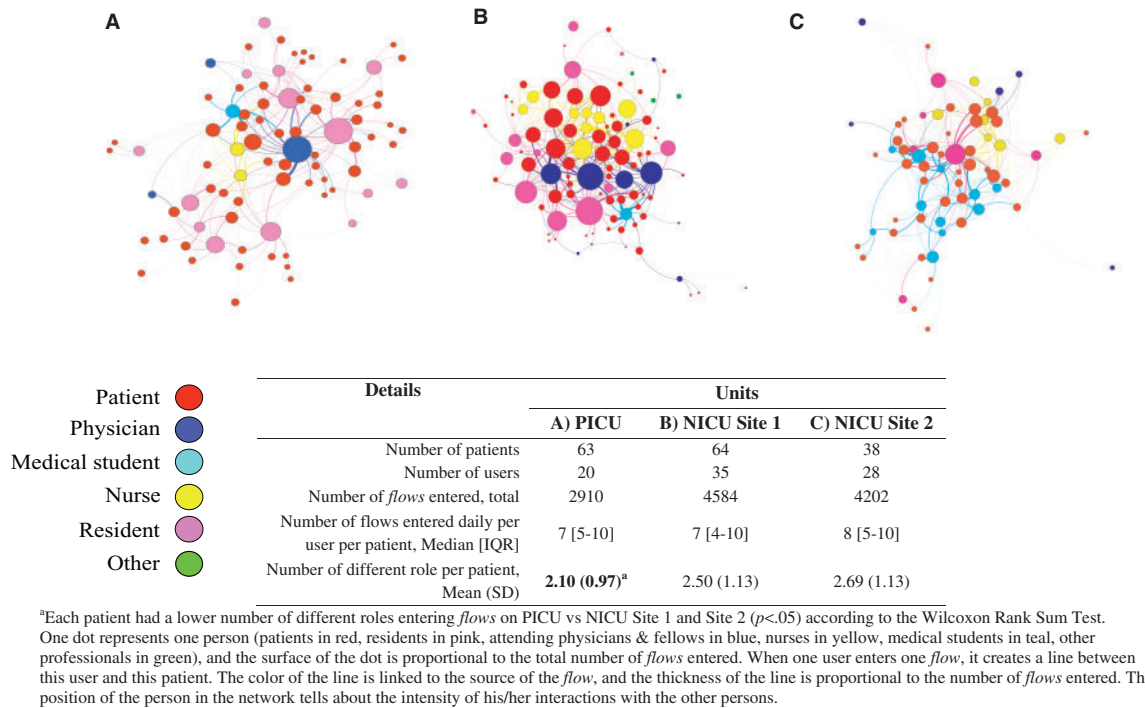 A
B
C
Patient
Physician
Medical student
Nurse
Resident
Other
Details
Units
A) PICU B) NICU Site 1 C) NICU Site 2
Number of patients 63 64 38
Number of users 20 35 28
Number of flows entered, total 2910 4584 4202
Number of flows entered daily per
user per patient, Median [IQR] 7 [5-10] 7 [4-10] 8 [5-10]
Number of different role per patient,
Mean (SD) 2.10 (0.97)ᵃ 2.50 (1.13) 2.69 (1.13)
ᵃEach patient had a lower number of different roles entering flows on PICU vs NICU Site 1 and Site 2 (p<.05) according to the Wilcoxon Rank Sum Test.
One dot represents one person (patients in red, residents in pink, attending physicians & fellows in blue, nurses in yellow, medical students in teal, other
professionals in green), and the surface of the dot is proportional to the total number of flows entered. When one user enters one flow, it creates a line between
this user and this patient. The color of the line is linked to the source of the flow, and the thickness of the line is proportional to the number of flows entered. Th
position of the person in the network tells about the intensity of his/her interactions with the other persons.